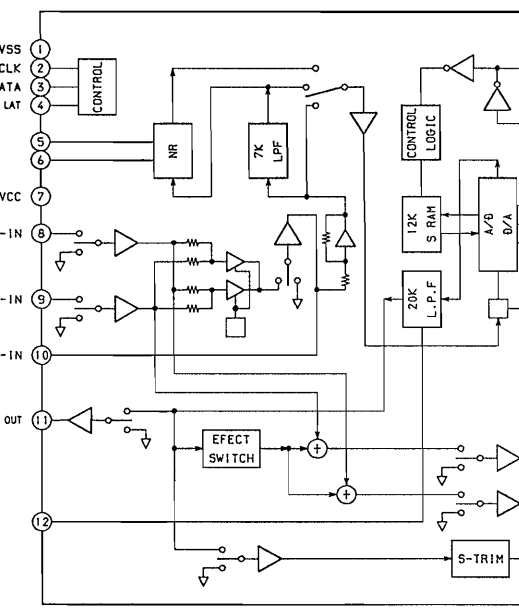 VSS 1
CLK 2
ATA 3
LAT 4
CONTROL
5
6
VCC 7
-IN 8
-IN 9
-IN 10
OUT 11
12
NR
7K
LPF
CONTROL
LOGIC
12K
S RAM
A/D
D/A
20K
L.P.F
EFECT
SWITCH
+
+
S-TRIM